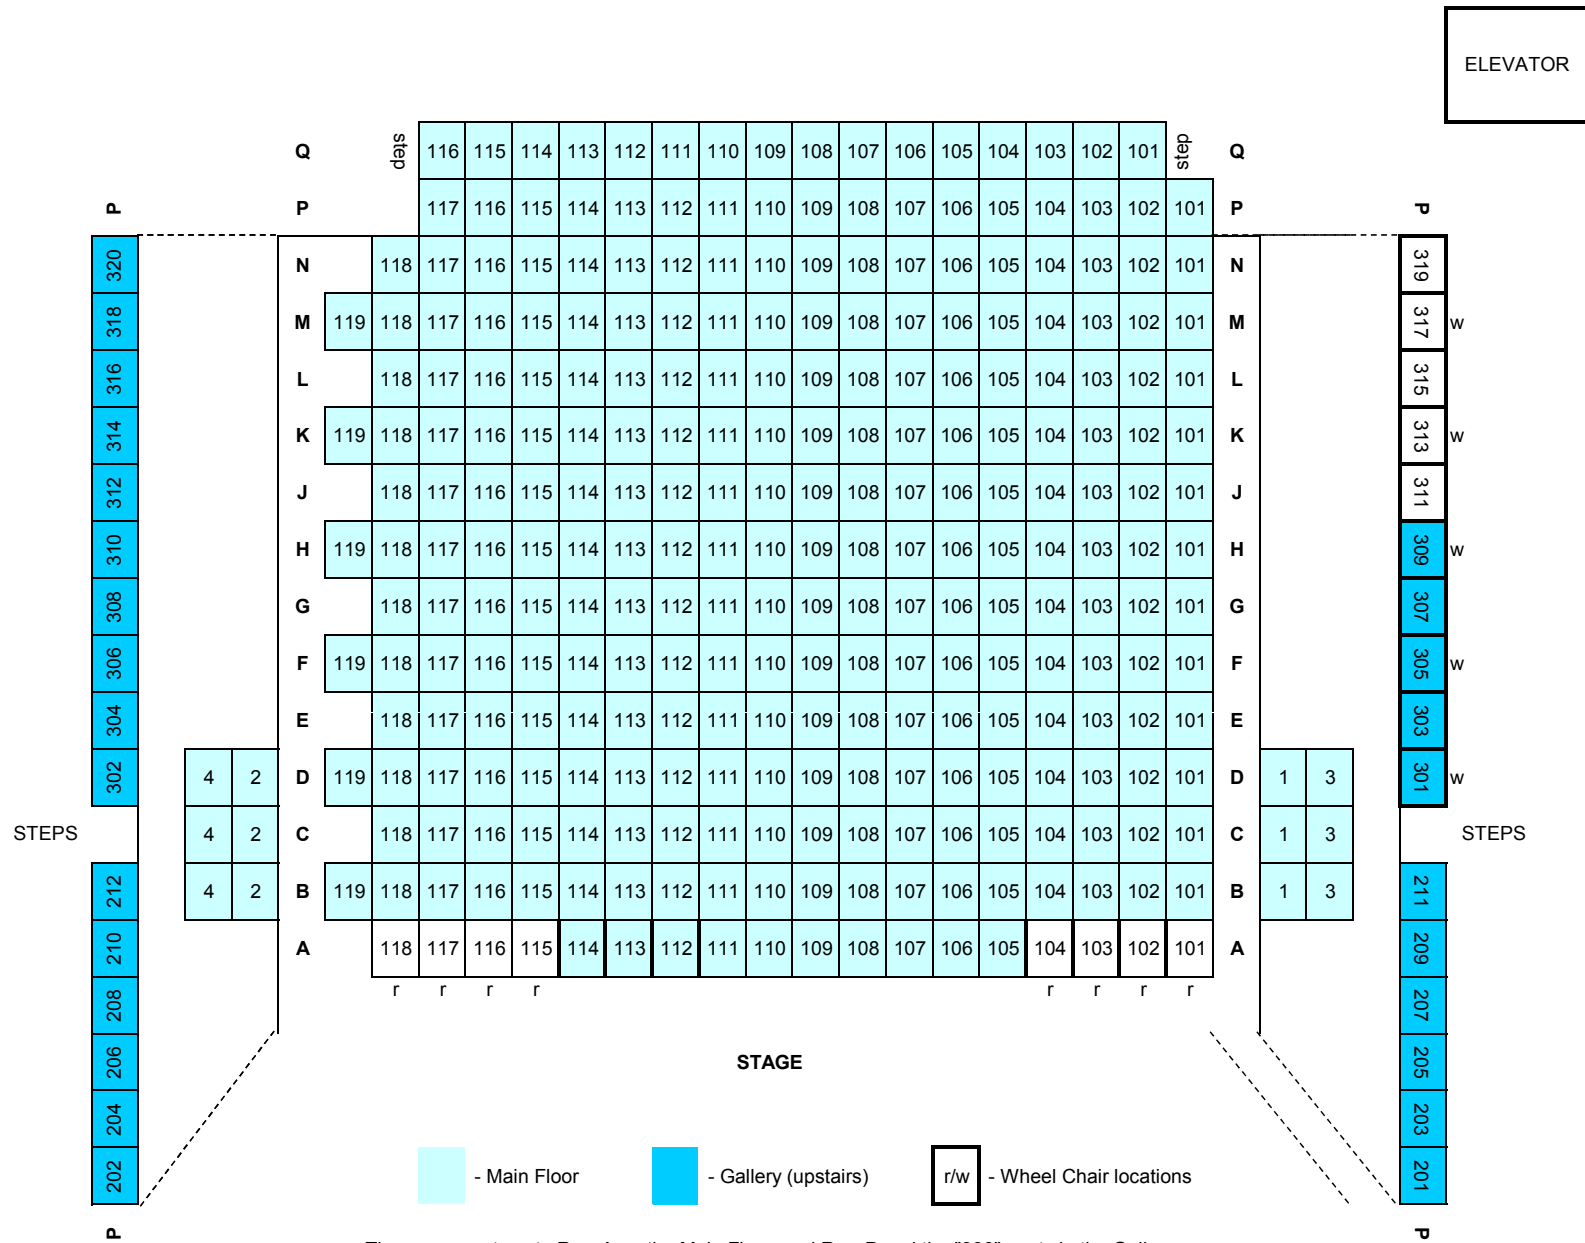 ELEVATOR
Q step 116 115 114 113 112 111 110 109 108 107 106 105 104 103 102 101 step Q
P P 117 116 115 114 113 112 111 110 109 108 107 106 105 104 103 102 101 P P
320 N 118 117 116 115 114 113 112 111 110 109 108 107 106 105 104 103 102 101 N 319
318 M 119 118 117 116 115 114 113 112 111 110 109 108 107 106 105 104 103 102 101 M 317 w
316 L 118 117 116 115 114 113 112 111 110 109 108 107 106 105 104 103 102 101 L 315
314 K 119 118 117 116 115 114 113 112 111 110 109 108 107 106 105 104 103 102 101 K 313 w
312 J 118 117 116 115 114 113 112 111 110 109 108 107 106 105 104 103 102 101 J 311
310 H 119 118 117 116 115 114 113 112 111 110 109 108 107 106 105 104 103 102 101 H 309 w
308 G 118 117 116 115 114 113 112 111 110 109 108 107 106 105 104 103 102 101 G 307
306 F 119 118 117 116 115 114 113 112 111 110 109 108 107 106 105 104 103 102 101 F 305 w
304 E 118 117 116 115 114 113 112 111 110 109 108 107 106 105 104 103 102 101 E 303
302 4 2 D 119 118 117 116 115 114 113 112 111 110 109 108 107 106 105 104 103 102 101 D 1 3 301 w
STEPS 4 2 C 118 117 116 115 114 113 112 111 110 109 108 107 106 105 104 103 102 101 C 1 3 STEPS
212 4 2 B 119 118 117 116 115 114 113 112 111 110 109 108 107 106 105 104 103 102 101 B 1 3 211
210 A 118 117 116 115 114 113 112 111 110 109 108 107 106 105 104 103 102 101 A 209
208 r r r r r r r r 207
206 STAGE 205
204 203
202 - Main Floor - Gallery (upstairs) r/w - Wheel Chair locations 201
P P